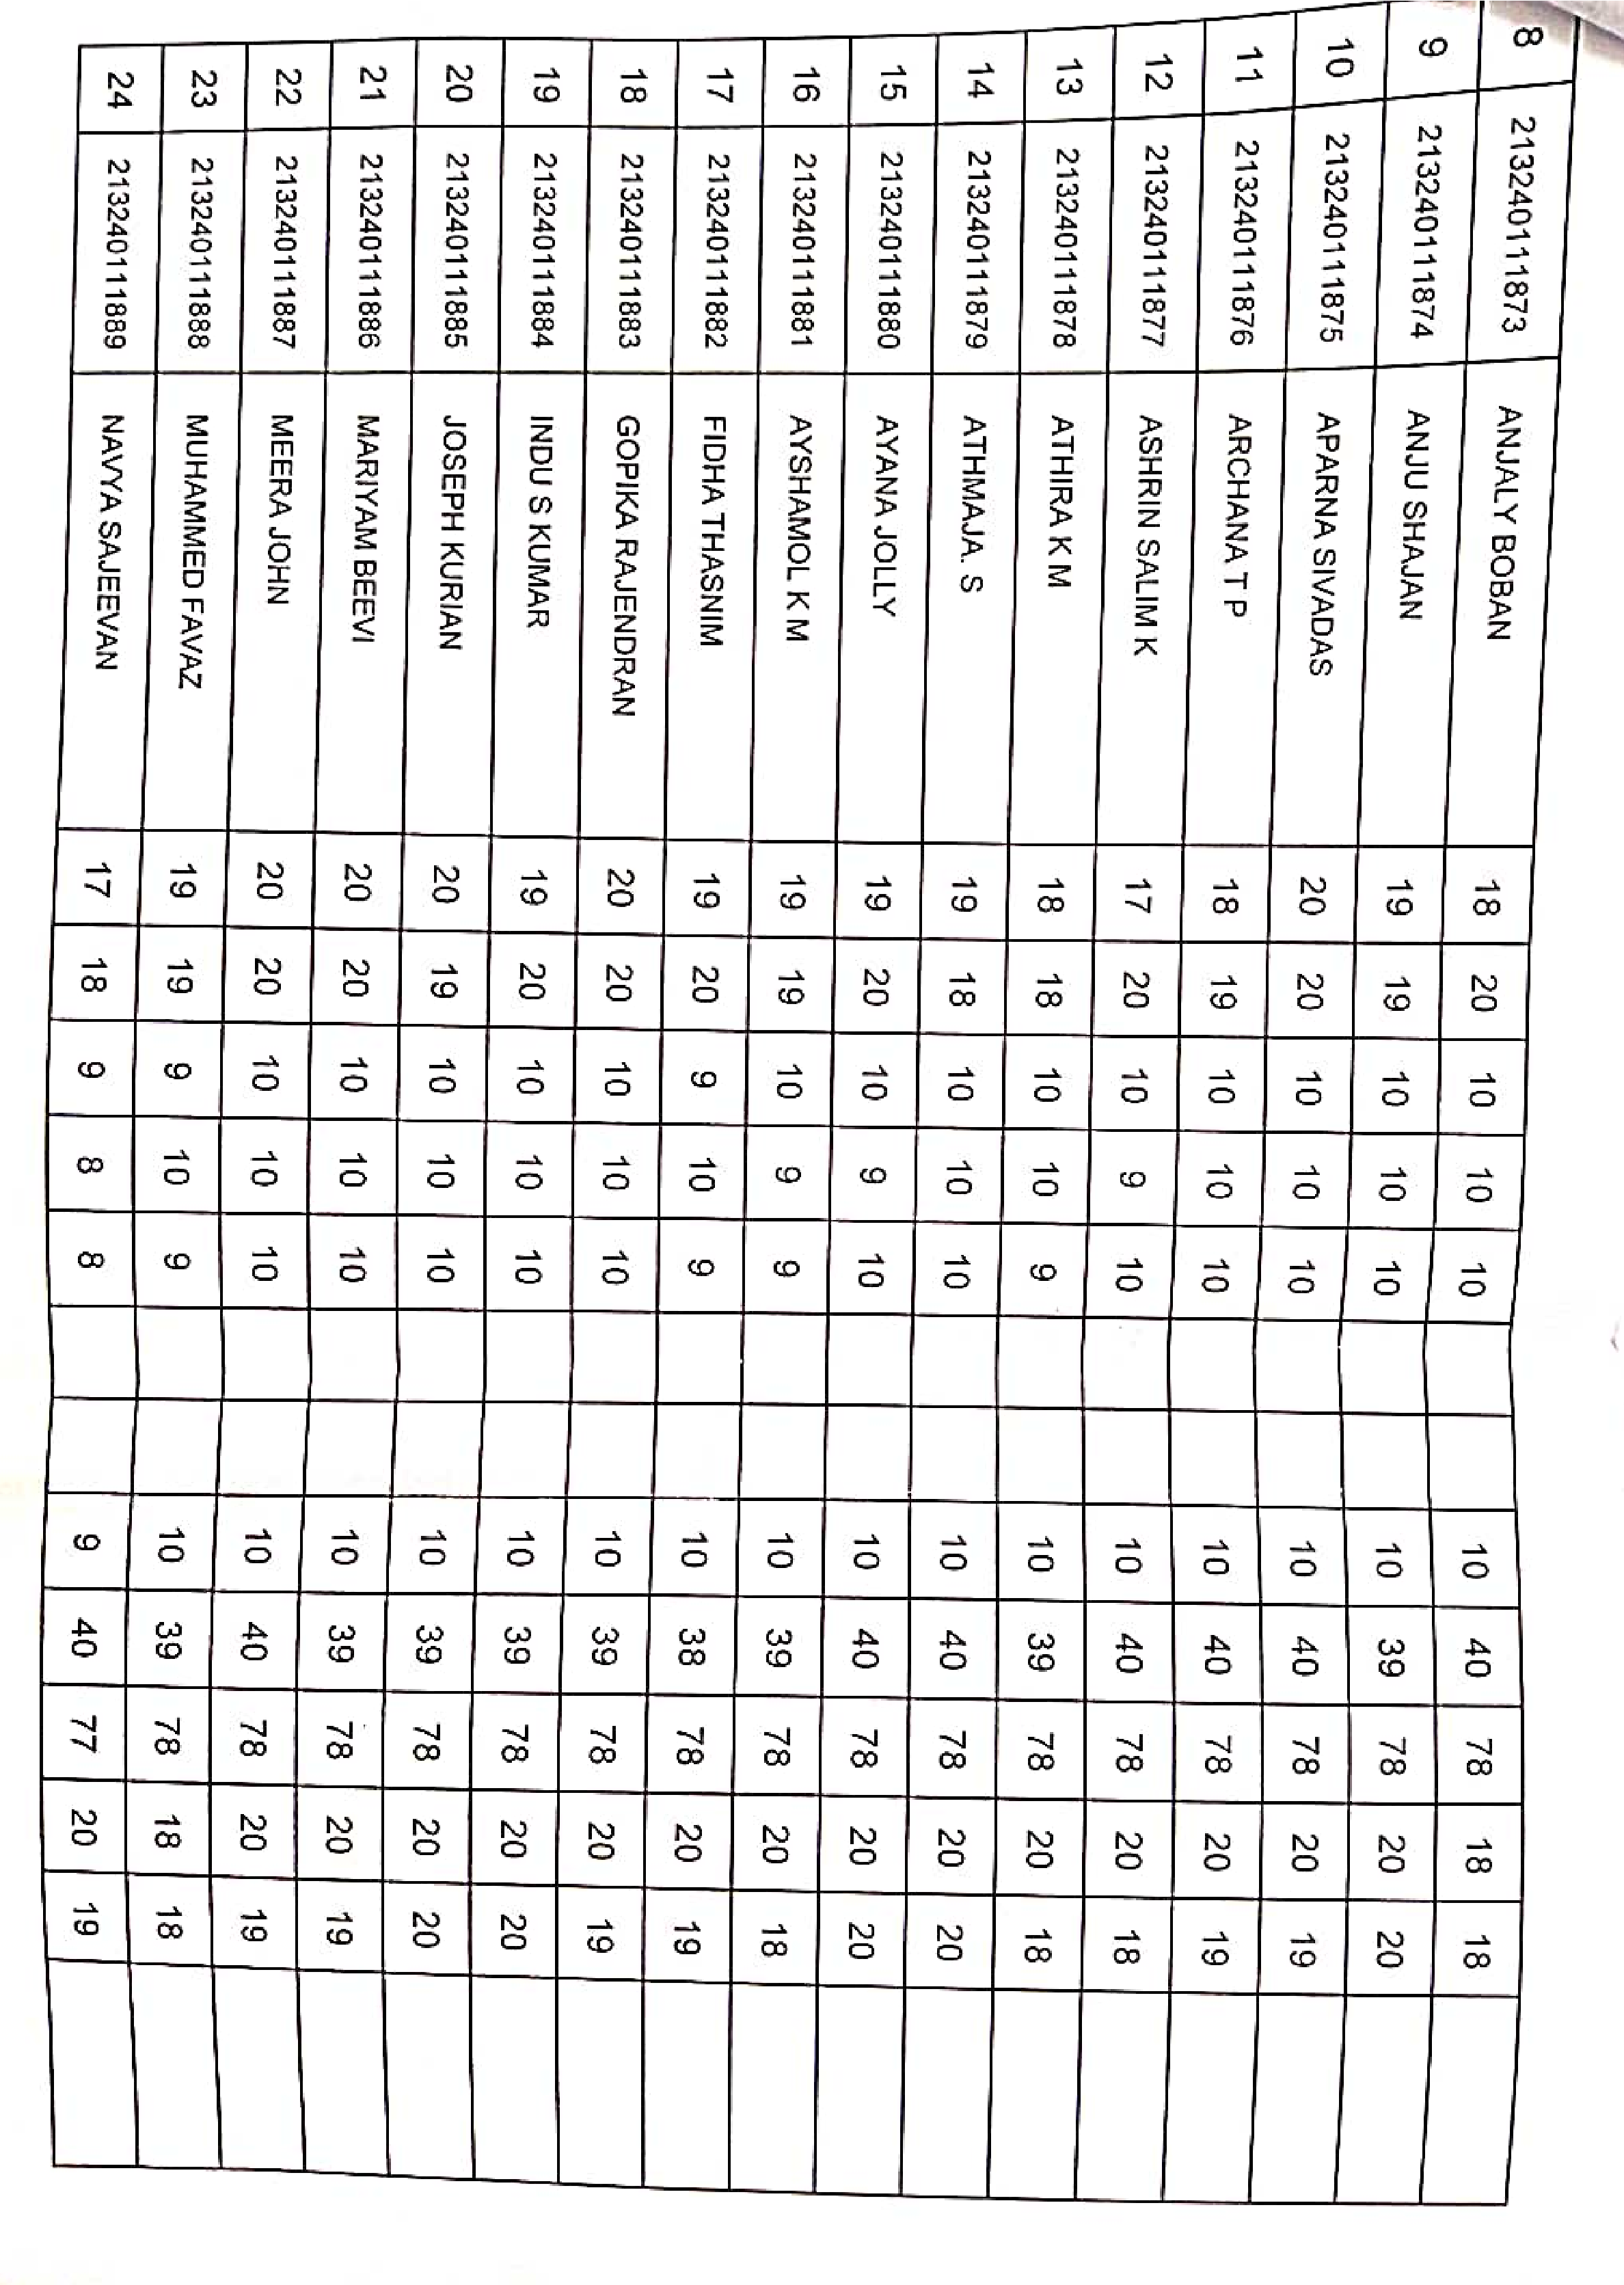 8 213240111873 ANJALY BOBAN 18 20 10 10 10 10 40 78 18 18
9 213240111874 ANJU SHAJAN 19 19 10 10 10 10 39 78 20 20
10 213240111875 APARNA SIVADAS 20 20 10 10 10 10 40 78 20 19
11 213240111876 ARCHANA T P 18 19 10 10 10 10 40 78 20 19
12 213240111877 ASHRIN SALIM K 17 20 10 9 10 10 40 78 20 18
13 213240111878 ATHIRA K M 18 18 10 10 9 10 39 78 20 18
14 213240111879 ATHMAJA. S 19 18 10 10 10 10 40 78 20 20
15 213240111880 AYANA JOLLY 19 20 10 9 10 10 40 78 20 20
16 213240111881 AYSHAMOL K M 19 19 10 9 9 10 39 78 20 18
17 213240111882 FIDHA THASNIM 19 20 9 10 9 10 38 78 20 19
18 213240111883 GOPIKA RAJENDRAN 20 20 10 10 10 10 39 78 20 19
19 213240111884 INDU S KUMAR 19 20 10 10 10 10 39 78 20 20
20 213240111885 JOSEPH KURIAN 20 19 10 10 10 10 39 78 20 20
21 213240111886 MARIYAM BEEVI 20 20 10 10 10 10 39 78 20 19
22 213240111887 MEERA JOHN 20 20 10 10 10 10 40 78 20 19
23 213240111888 MUHAMMED FAVAZ 19 19 9 10 9 10 39 78 18 18
24 213240111889 NAVYA SAJEEVAN 17 18 9 8 8 9 40 77 20 19